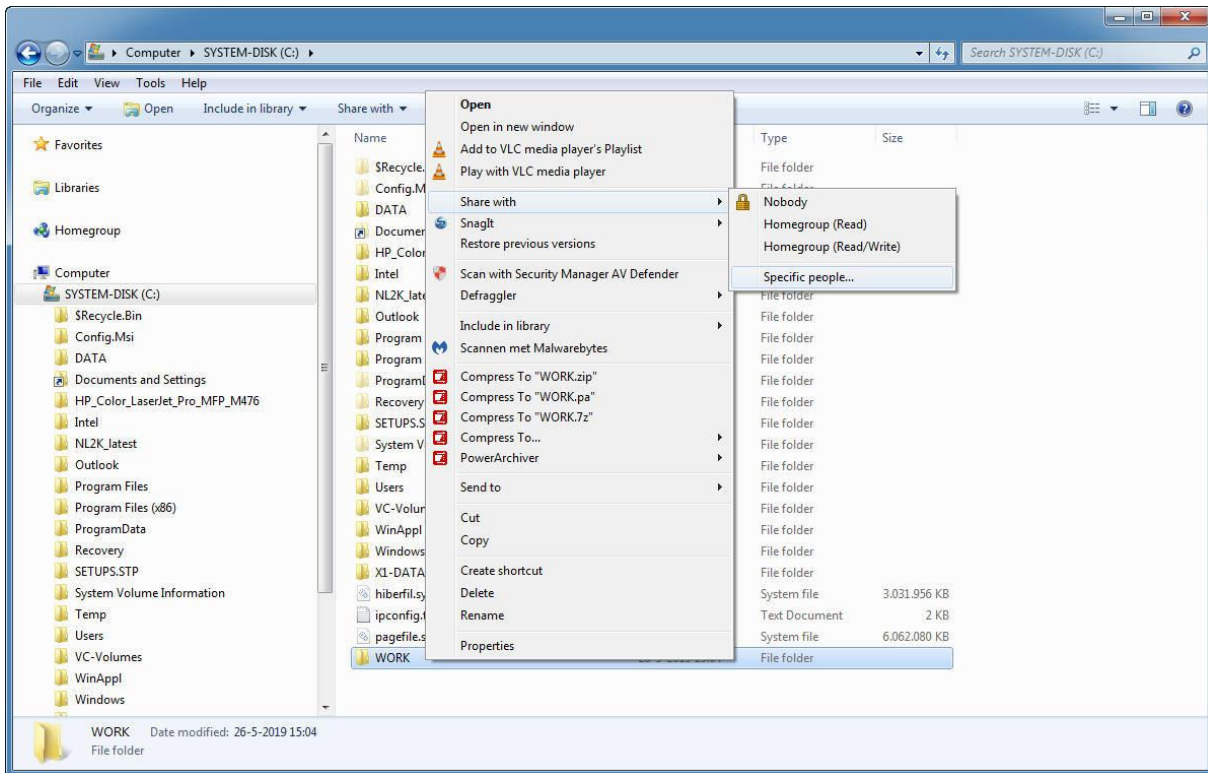 Computer ▸ SYSTEM-DISK (C:) ▸
Search SYSTEM-DISK (C:)
File Edit View Tools Help
Organize Open Include in library Share with
Favorites
Libraries
Homegroup
Computer
SYSTEM-DISK (C:)
$Recycle.Bin
Config.Msi
DATA
Documents and Settings
HP_Color_LaserJet_Pro_MFP_M476
Intel
NL2K_latest
Outlook
Program Files
Program Files (x86)
ProgramData
Recovery
SETUPS.STP
System Volume Information
Temp
Users
VC-Volumes
WinAppl
Windows
Name Type Size
$Recycle. File folder
Config.M File folder
DATA
Documen
HP_Color
Intel
NL2K_late File folder
Outlook File folder
Program File folder
Program File folder
Program File folder
Recovery File folder
SETUPS.S File folder
System V File folder
Temp File folder
Users File folder
VC-Volum File folder
WinAppl File folder
Windows File folder
X1-DATA File folder
hiberfil.sy System file 3.031.956 KB
ipconfig.t Text Document 2 KB
pagefile.s System file 6.062.080 KB
WORK File folder
Open
Open in new window
Add to VLC media player's Playlist
Play with VLC media player
Share with
SnagIt
Restore previous versions
Scan with Security Manager AV Defender
Defraggler
Include in library
Scannen met Malwarebytes
Compress To "WORK.zip"
Compress To "WORK.pa"
Compress To "WORK.7z"
Compress To...
PowerArchiver
Send to
Cut
Copy
Create shortcut
Delete
Rename
Properties
Nobody
Homegroup (Read)
Homegroup (Read/Write)
Specific people...
WORK Date modified: 26-5-2019 15:04
File folder